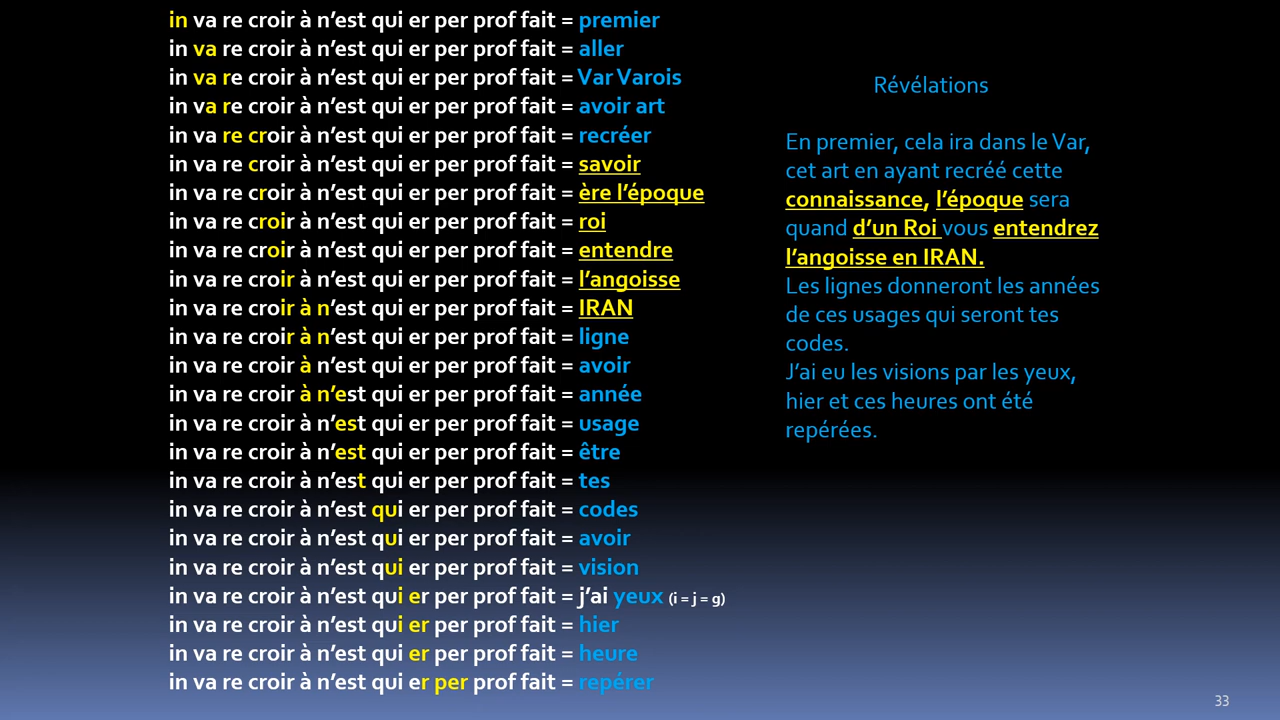 in va re croir à n’est qui er per prof fait = premier
in va re croir à n’est qui er per prof fait = aller
in va re croir à n’est qui er per prof fait = Var Varois
in va re croir à n’est qui er per prof fait = avoir art
in va re croir à n’est qui er per prof fait = recréer
in va re croir à n’est qui er per prof fait = savoir
in va re croir à n’est qui er per prof fait = ère l’époque
in va re croir à n’est qui er per prof fait = roi
in va re croir à n’est qui er per prof fait = entendre
in va re croir à n’est qui er per prof fait = l’angoisse
in va re croir à n’est qui er per prof fait = IRAN
in va re croir à n’est qui er per prof fait = ligne
in va re croir à n’est qui er per prof fait = avoir
in va re croir à n’est qui er per prof fait = année
in va re croir à n’est qui er per prof fait = usage
in va re croir à n’est qui er per prof fait = être
in va re croir à n’est qui er per prof fait = tes
in va re croir à n’est qui er per prof fait = codes
in va re croir à n’est qui er per prof fait = avoir
in va re croir à n’est qui er per prof fait = vision
in va re croir à n’est qui er per prof fait = j’ai yeux (i = j = g)
in va re croir à n’est qui er per prof fait = hier
in va re croir à n’est qui er per prof fait = heure
in va re croir à n’est qui er per prof fait = repérer
Révélations
En premier, cela ira dans le Var,
cet art en ayant recréé cette
connaissance, l’époque sera
quand d’un Roi vous entendrez
l’angoisse en IRAN.
Les lignes donneront les années
de ces usages qui seront tes
codes.
J’ai eu les visions par les yeux,
hier et ces heures ont été
repérées.
33